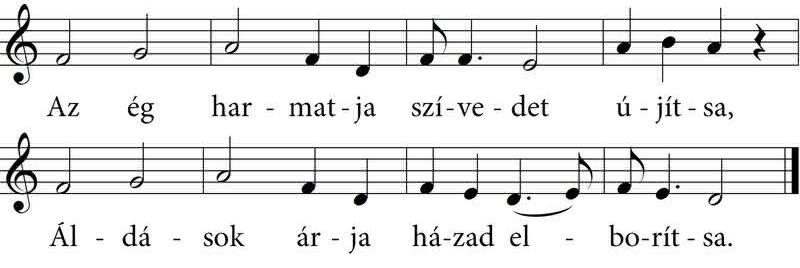 Az ég har - mat - ja szí - ve - det ú - jít - sa,
Ál - dá - sok ár - ja há - zad el - bo - rít - sa.